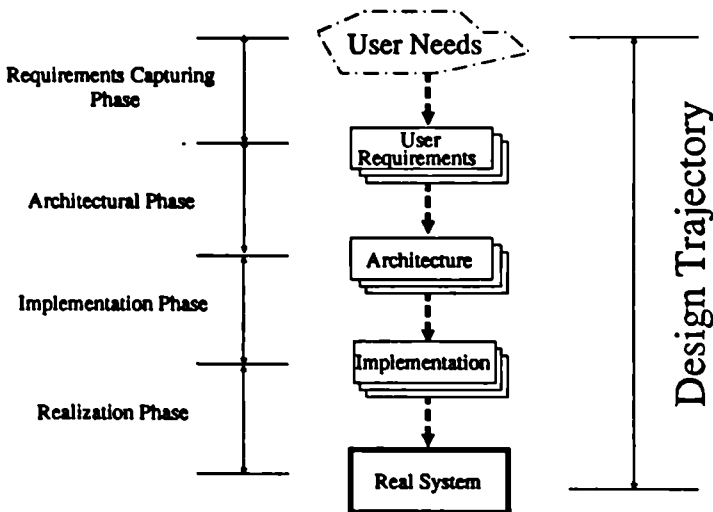 User Needs
Requirements Capturing
Phase
User
Requirements
Architectural Phase
Architecture
Implementation Phase
Implementation
Realization Phase
Real System
Design Trajectory